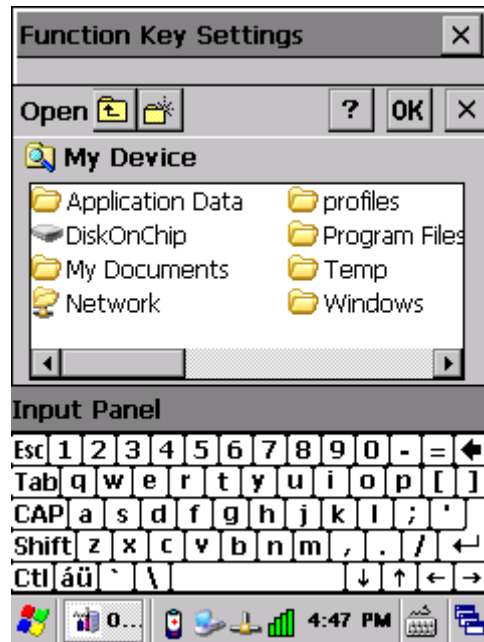 Function Key Settings
Open ? OK
My Device
Application Data profiles
DiskOnChip Program Files
My Documents Temp
Network Windows
Input Panel
Esc 1 2 3 4 5 6 7 8 9 0 - =
Tab q w e r t y u i o p [ ]
CAP a s d f g h j k l ; '
Shift z x c v b n m , . /
Ctl áü ` \
0... 4:47 PM